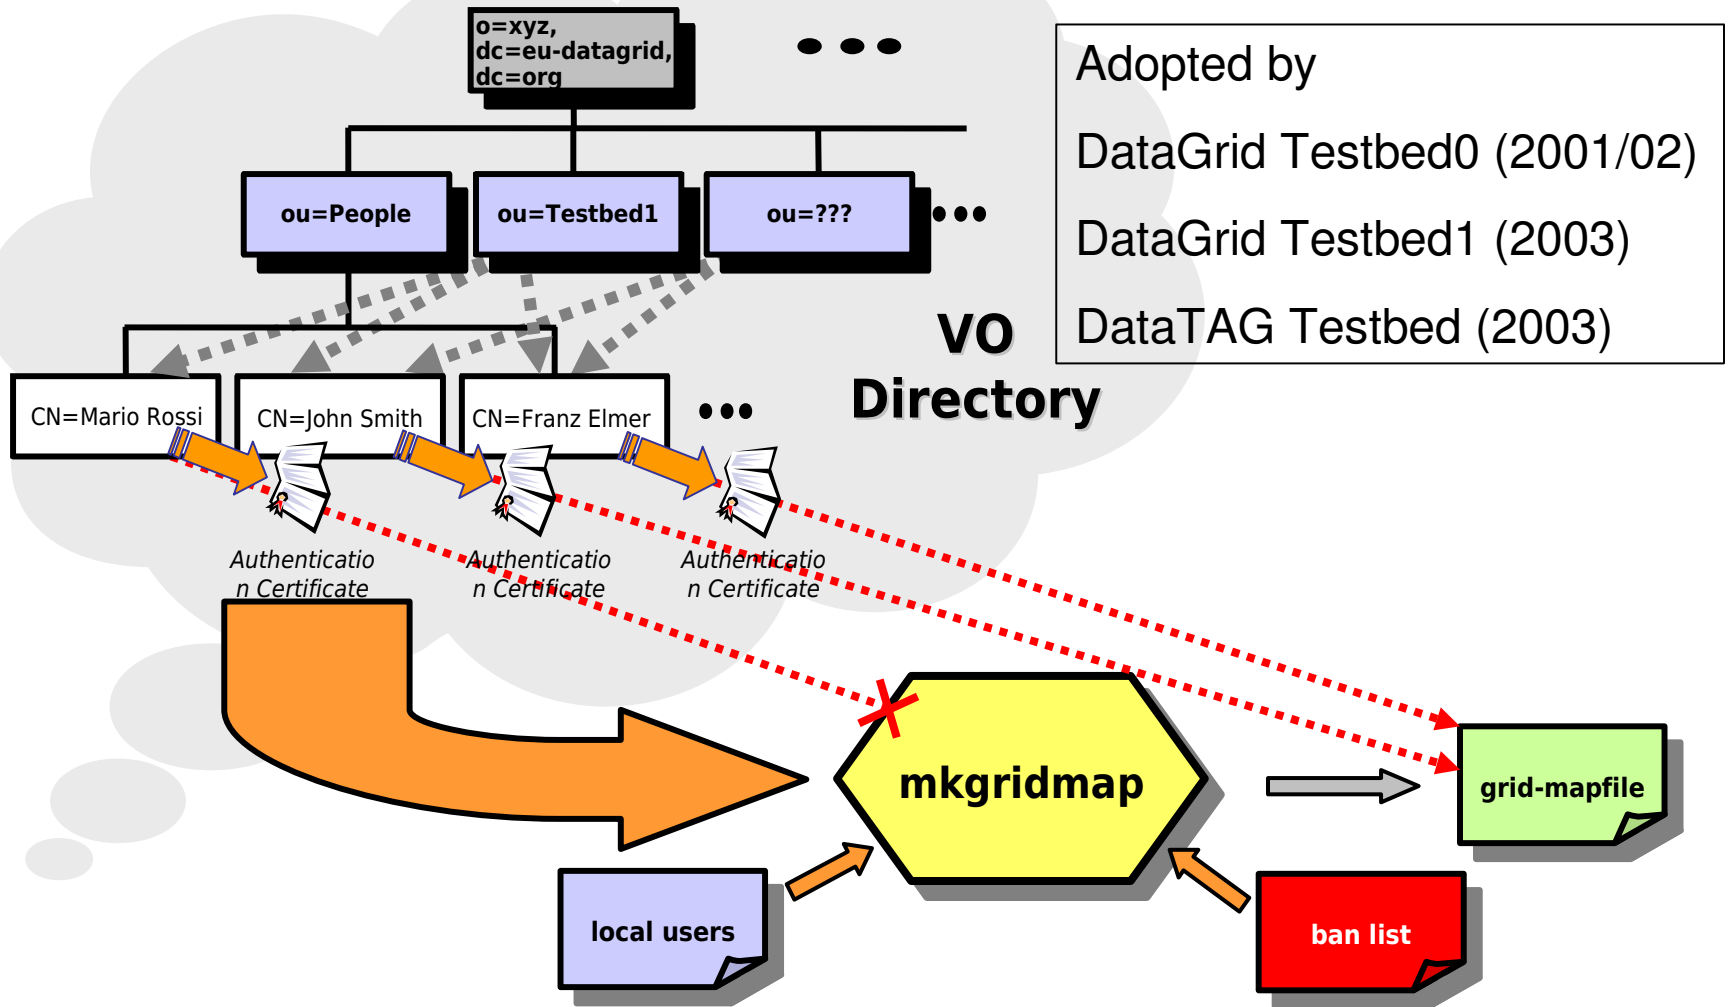 o=xyz,
dc=eu-datagrid,
dc=org
Adopted by
DataGrid Testbed0 (2001/02)
DataGrid Testbed1 (2003)
DataTAG Testbed (2003)
ou=People
ou=Testbed1
ou=???
VO
Directory
CN=Mario Rossi
CN=John Smith
CN=Franz Elmer
Authenticatio
n Certificate
Authenticatio
n Certificate
Authenticatio
n Certificate
mkgridmap
grid-mapfile
local users
ban list